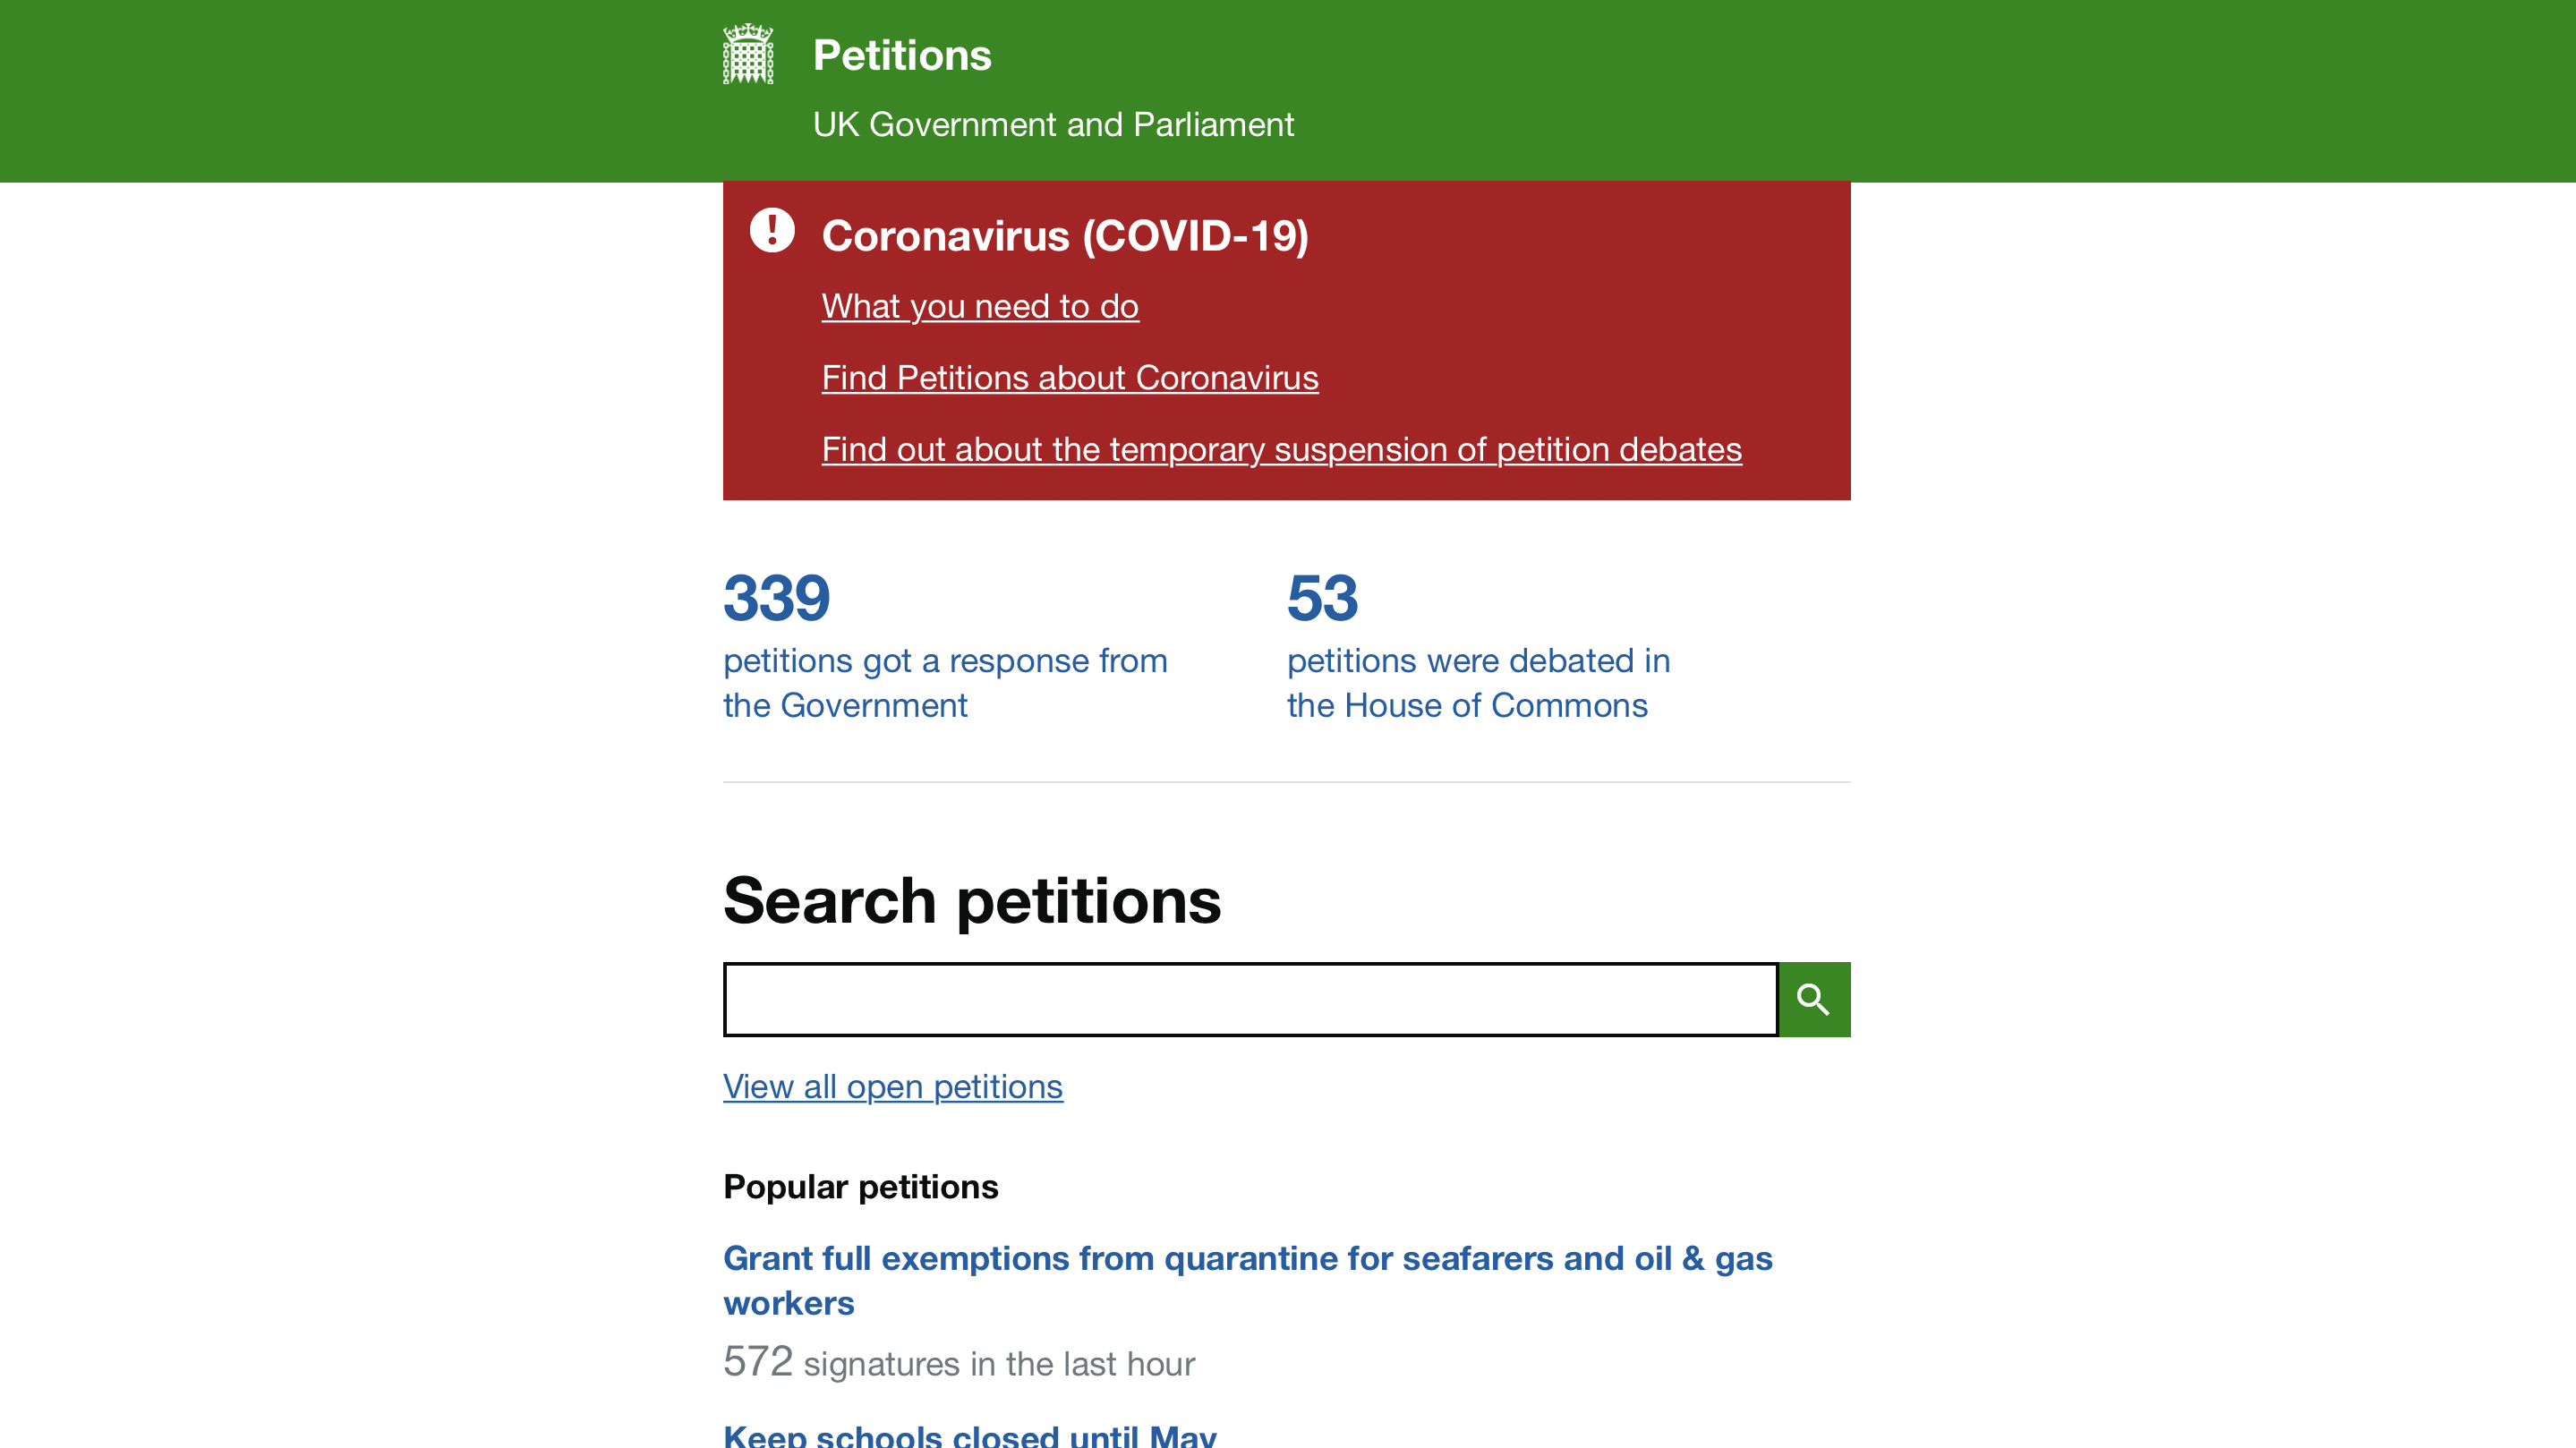 Petitions
UK Government and Parliament
Coronavirus (COVID-19)
What you need to do
Find Petitions about Coronavirus
Find out about the temporary suspension of petition debates
339
petitions got a response from
the Government
53
petitions were debated in
the House of Commons
Search petitions
View all open petitions
Popular petitions
Grant full exemptions from quarantine for seafarers and oil & gas
workers
572 signatures in the last hour
Keep schools closed until May